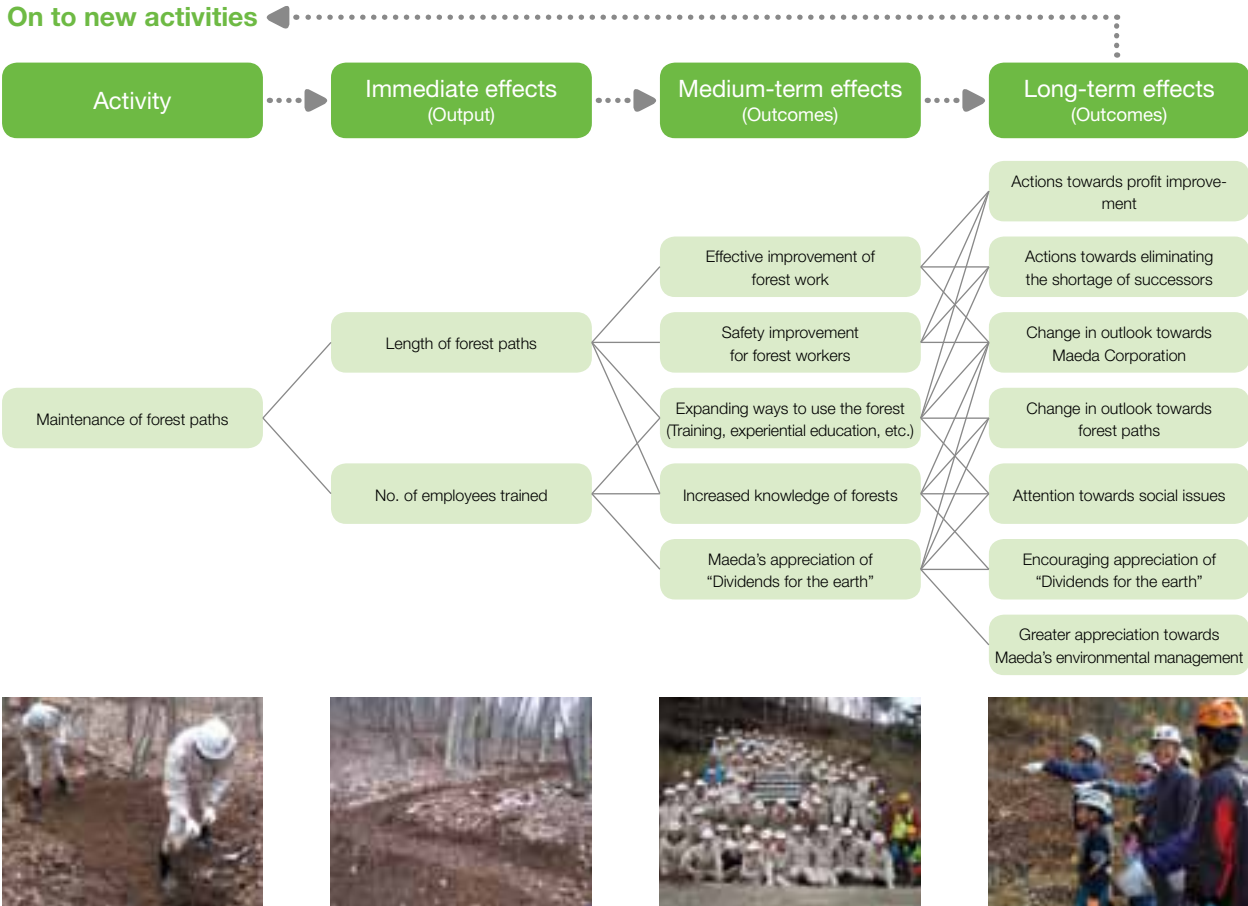 On to new activities
Activity
Immediate effects
(Output)
Medium-term effects
(Outcomes)
Long-term effects
(Outcomes)
Maintenance of forest paths
Length of forest paths
No. of employees trained
Effective improvement of
forest work
Safety improvement
for forest workers
Expanding ways to use the forest
(Training, experiential education, etc.)
Increased knowledge of forests
Maeda’s appreciation of
“Dividends for the earth”
Actions towards profit improve-
ment
Actions towards eliminating
the shortage of successors
Change in outlook towards
Maeda Corporation
Change in outlook towards
forest paths
Attention towards social issues
Encouraging appreciation of
“Dividends for the earth”
Greater appreciation towards
Maeda’s environmental management